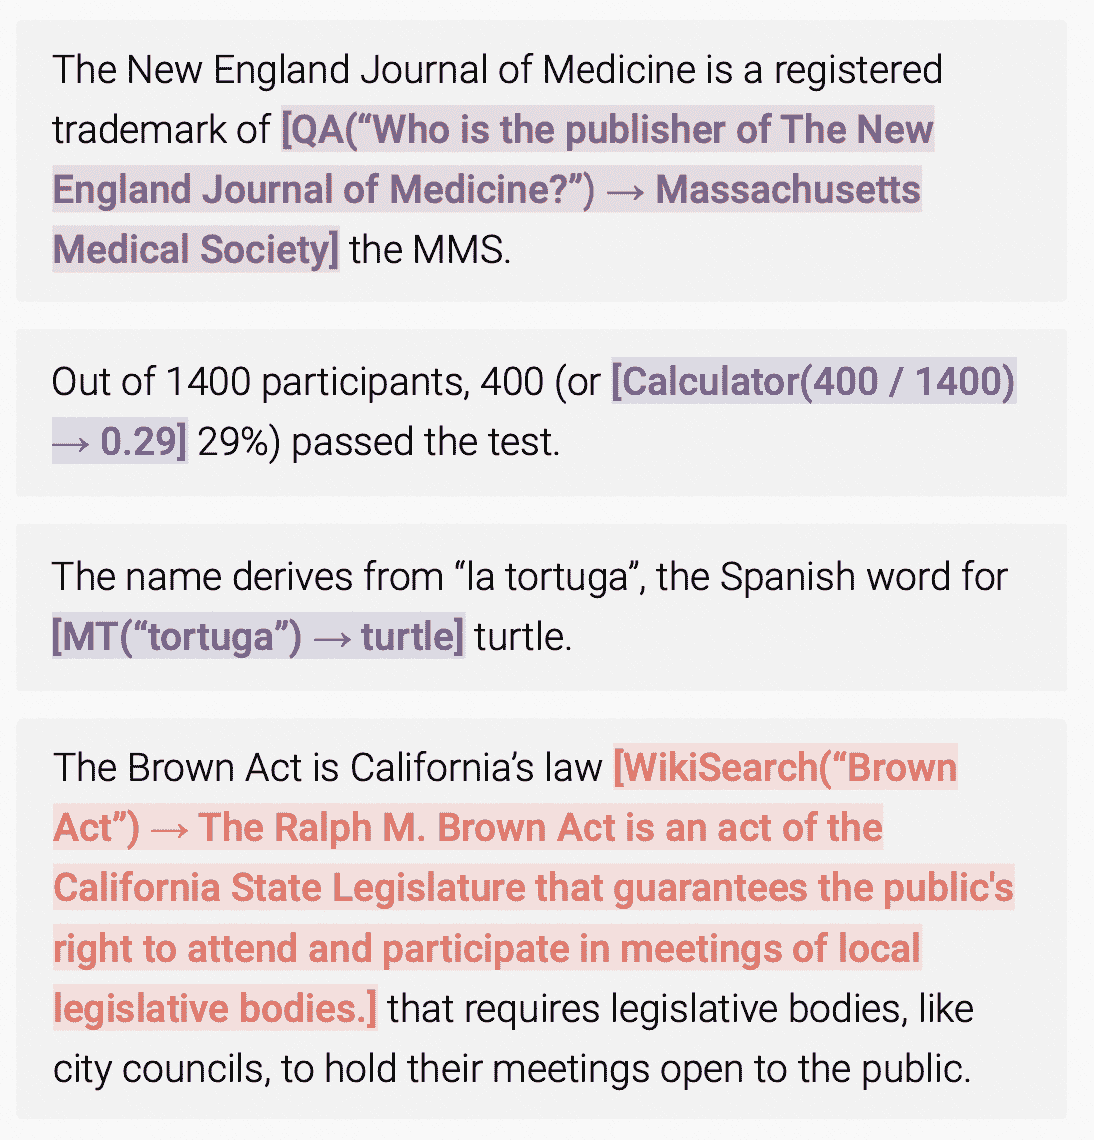 The New England Journal of Medicine is a registered
trademark of [QA(“Who is the publisher of The New
England Journal of Medicine?”) → Massachusetts
Medical Society] the MMS.
Out of 1400 participants, 400 (or [Calculator(400 / 1400)
→ 0.29] 29%) passed the test.
The name derives from “la tortuga”, the Spanish word for
[MT(“tortuga”) → turtle] turtle.
The Brown Act is California’s law [WikiSearch(“Brown
Act”) → The Ralph M. Brown Act is an act of the
California State Legislature that guarantees the public's
right to attend and participate in meetings of local
legislative bodies.] that requires legislative bodies, like
city councils, to hold their meetings open to the public.